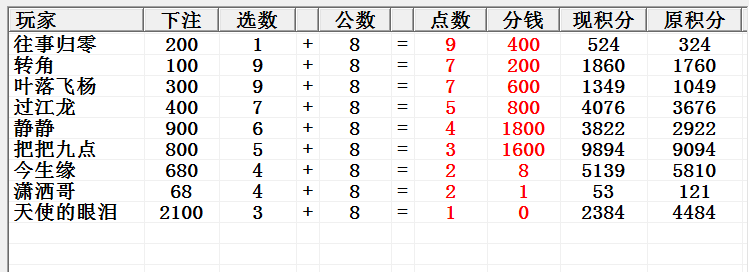 玩家 下注 选数 公数 点数 分钱 现积分 原积分
往事归零 200 1 + 8 = 9 400 524 324
转角 100 9 + 8 = 7 200 1860 1760
叶落飞杨 300 9 + 8 = 7 600 1349 1049
过江龙 400 7 + 8 = 5 800 4076 3676
静静 900 6 + 8 = 4 1800 3822 2922
把把九点 800 5 + 8 = 3 1600 9894 9094
今生缘 680 4 + 8 = 2 8 5139 5810
潇洒哥 68 4 + 8 = 2 1 53 121
天使的眼泪 2100 3 + 8 = 1 0 2384 4484